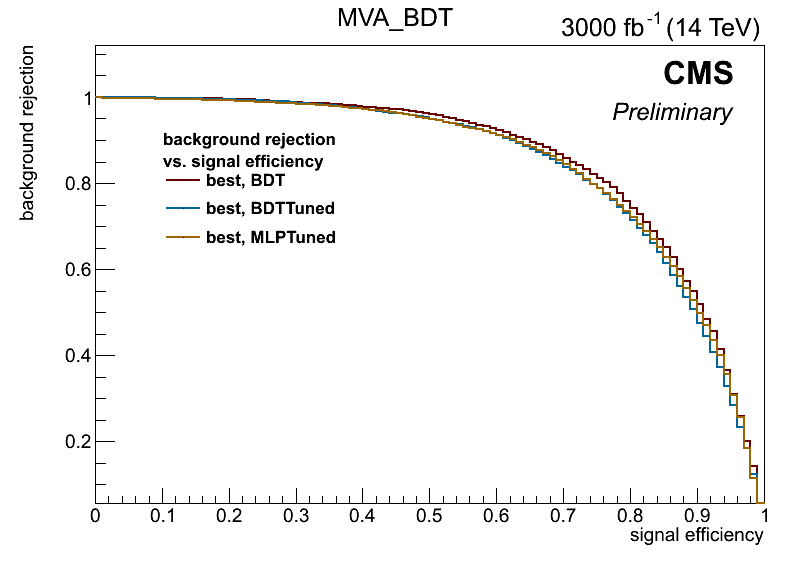 MVA_BDT
3000 fb-1 (14 TeV)
CMS
Preliminary
background rejection
background rejection
vs. signal efficiency
best, BDT
best, BDTTuned
best, MLPTuned
1
0.8
0.6
0.4
0.2
0 0.1 0.2 0.3 0.4 0.5 0.6 0.7 0.8 0.9 1
signal efficiency